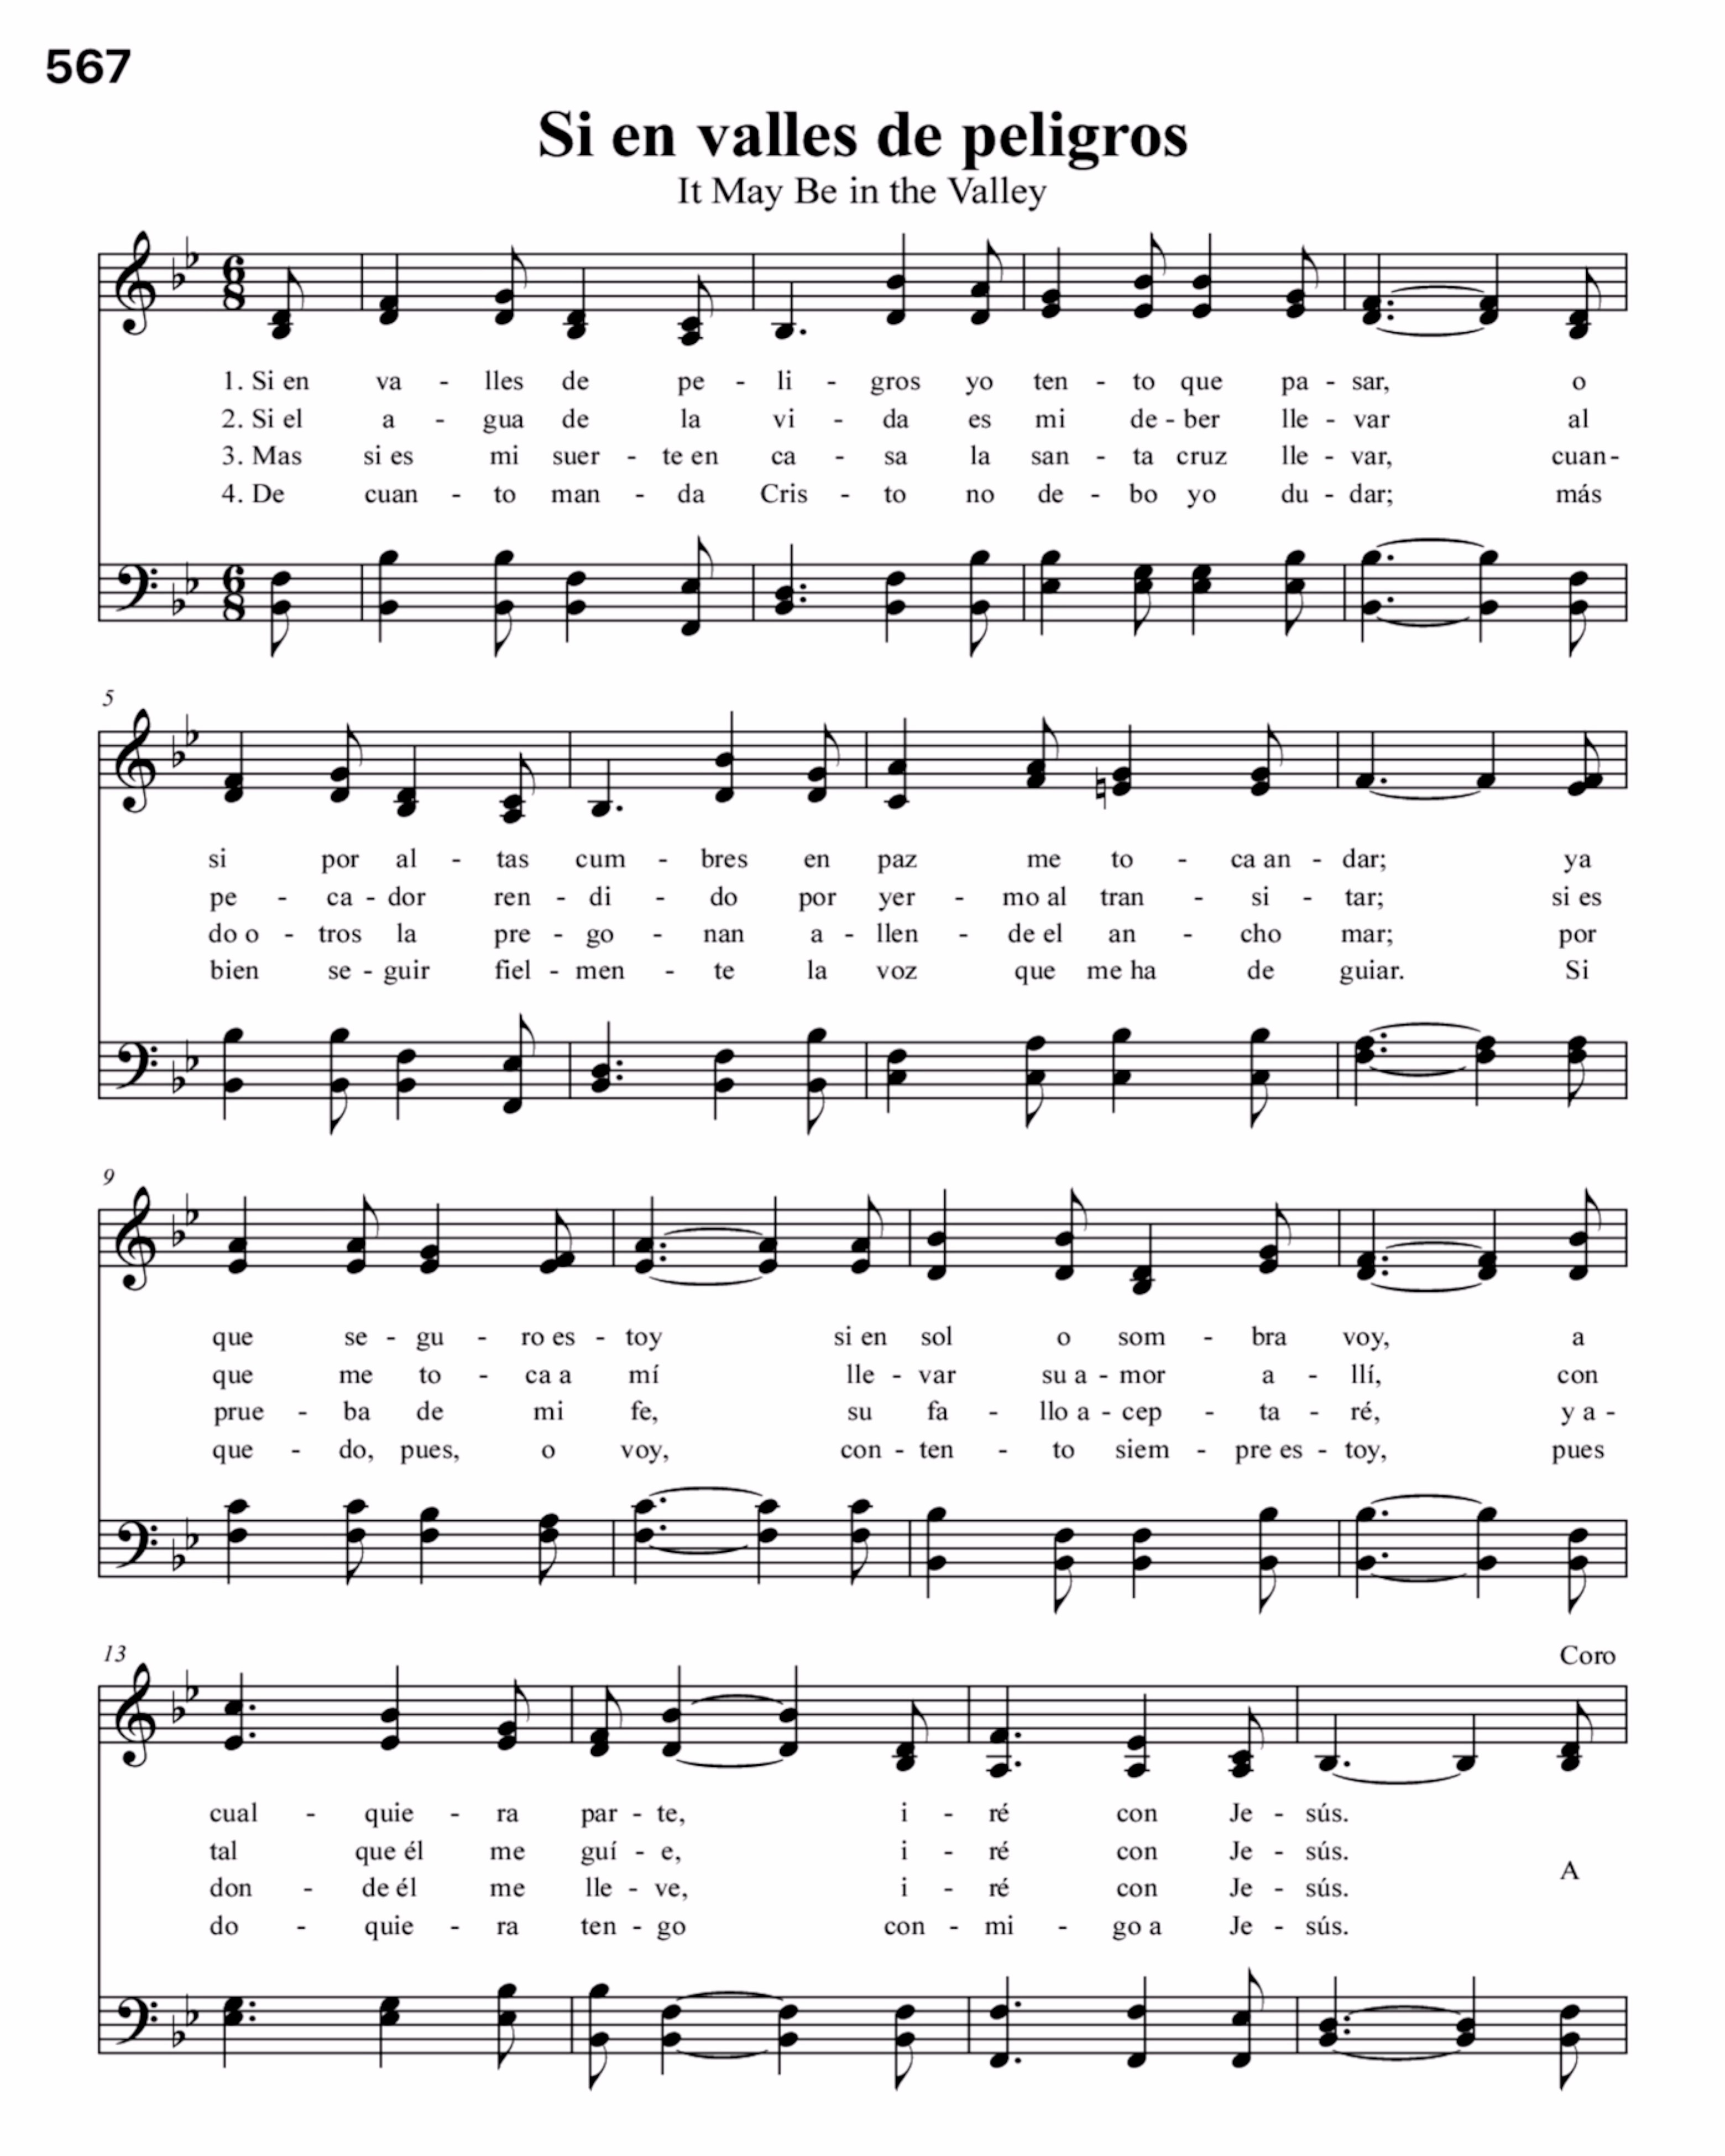 567
Si en valles de peligros
It May Be in the Valley
6 8
1. Si en va - lles de pe - li - gros yo ten - to que pa - sar, o
2. Si el a - gua de la vi - da es mi de - ber lle - var al
3. Mas si es mi suer - te en ca - sa la san - ta cruz lle - var, cuan -
4. De cuan - to man - da Cris - to no de - bo yo du - dar; más
6 8
5
si por al - tas cum - bres en paz me to - ca an - dar; ya
pe - ca - dor ren - di - do por yer - mo al tran - si - tar; si es
do o - tros la pre - go - nan a - llen - de el an - cho mar; por
bien se - guir fiel - men - te la voz que me ha de guiar. Si
9
que se - gu - ro es - toy si en sol o som - bra voy, a
que me to - ca a mí lle - var su a - mor a - llí, con
prue - ba de mi fe, su fa - llo a - cep - ta - ré, y a -
que - do, pues, o voy, con - ten - to siem - pre es - toy, pues
13
Coro
cual - quie - ra par - te, i - ré con Je - sús.
tal que él me guí - e, i - ré con Je - sús.
A
don - de él me lle - ve, i - ré con Je - sús.
do - quie - ra ten - go con - mi - go a Je - sús.